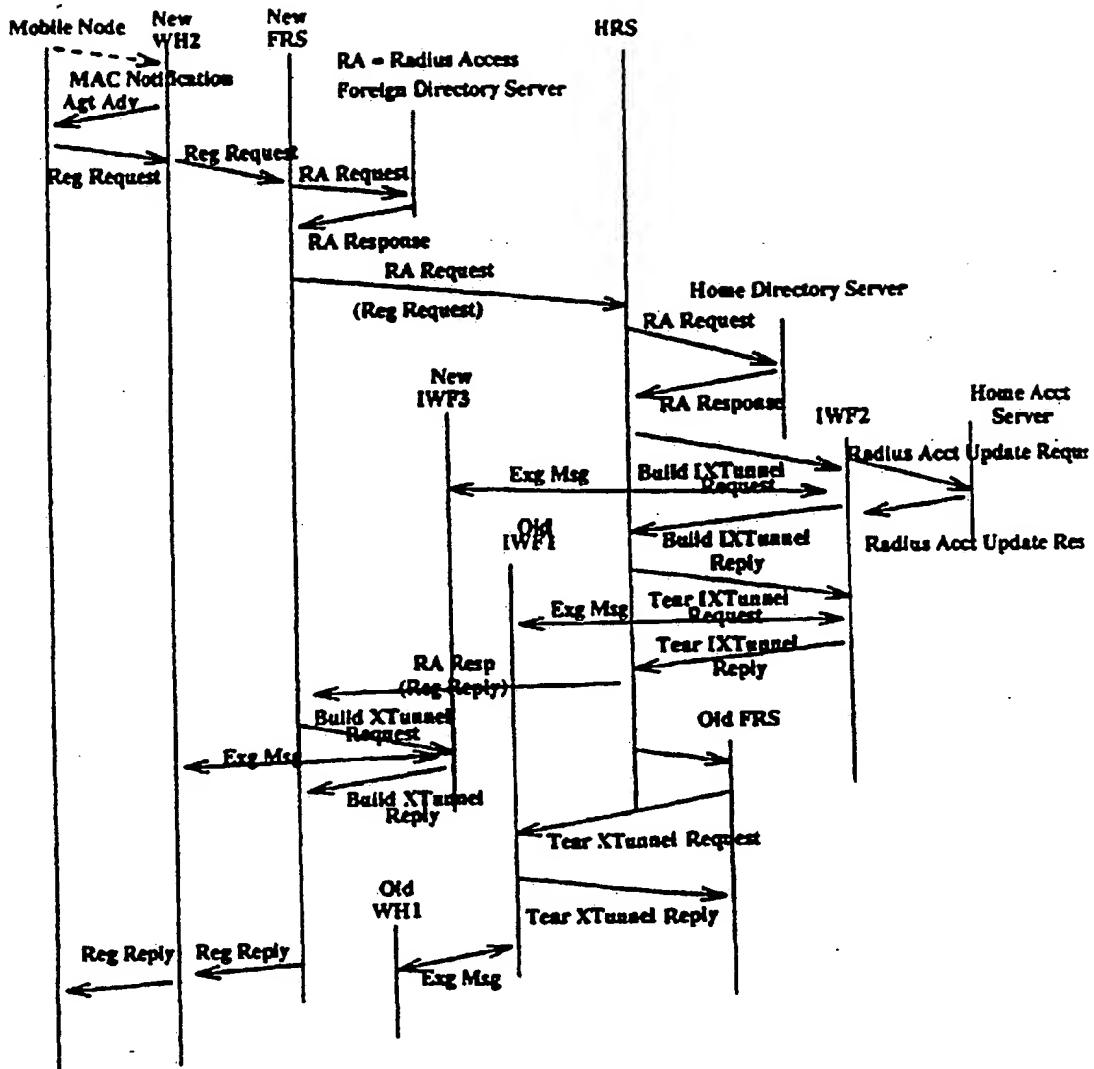 Mobile Node
New
WH2
New
FRS
HRS
RA = Radius Access
MAC Notification
Foreign Directory Server
Agt Adv
Reg Request
Reg Request
RA Request
RA Response
RA Request
(Reg Request)
Home Directory Server
RA Request
New
IWF3
RA Response
Home Acct
Server
IWF2
Radius Acct Update Requ
Exg Msg
Build IXTunnel
Request
Old
IWF1
Build IXTunnel
Reply
Radius Acct Update Res
Exg Msg
Tear IXTunnel
Request
Tear IXTunnel
Reply
RA Resp
(Reg Reply)
Build XTunnel
Request
Old FRS
Exg Msg
Build XTunnel
Reply
Tear XTunnel Request
Old
WH1
Tear XTunnel Reply
Reg Reply
Reg Reply
Exg Msg